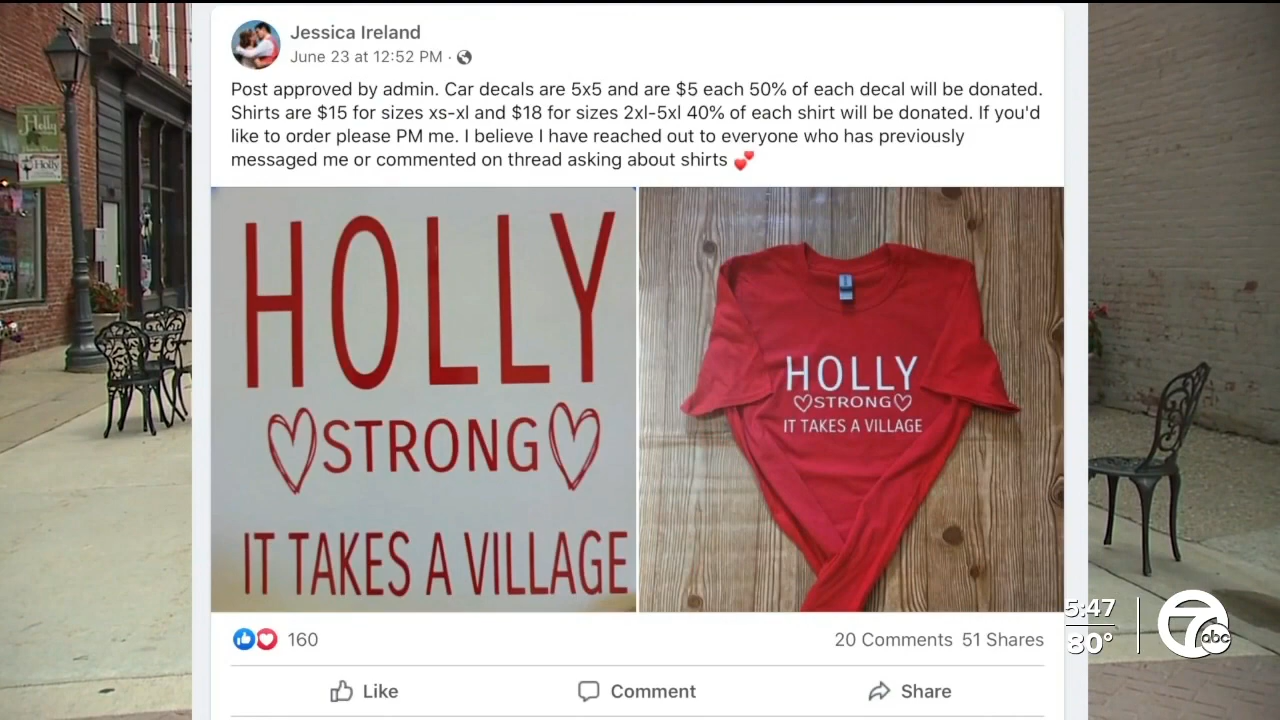 Jessica Ireland
June 23 at 12:52 PM ·
Post approved by admin. Car decals are 5x5 and are $5 each 50% of each decal will be donated.
Shirts are $15 for sizes xs-xl and $18 for sizes 2xl-5xl 40% of each shirt will be donated. If you'd
like to order please PM me. I believe I have reached out to everyone who has previously
messaged me or commented on thread asking about shirts
Holly
Holly
HOLLY
STRONG
IT TAKES A VILLAGE
HOLLY
STRONG
IT TAKES A VILLAGE
160
20 Comments 51 Shares
Like
Comment
Share
5:47
80°
7
abc